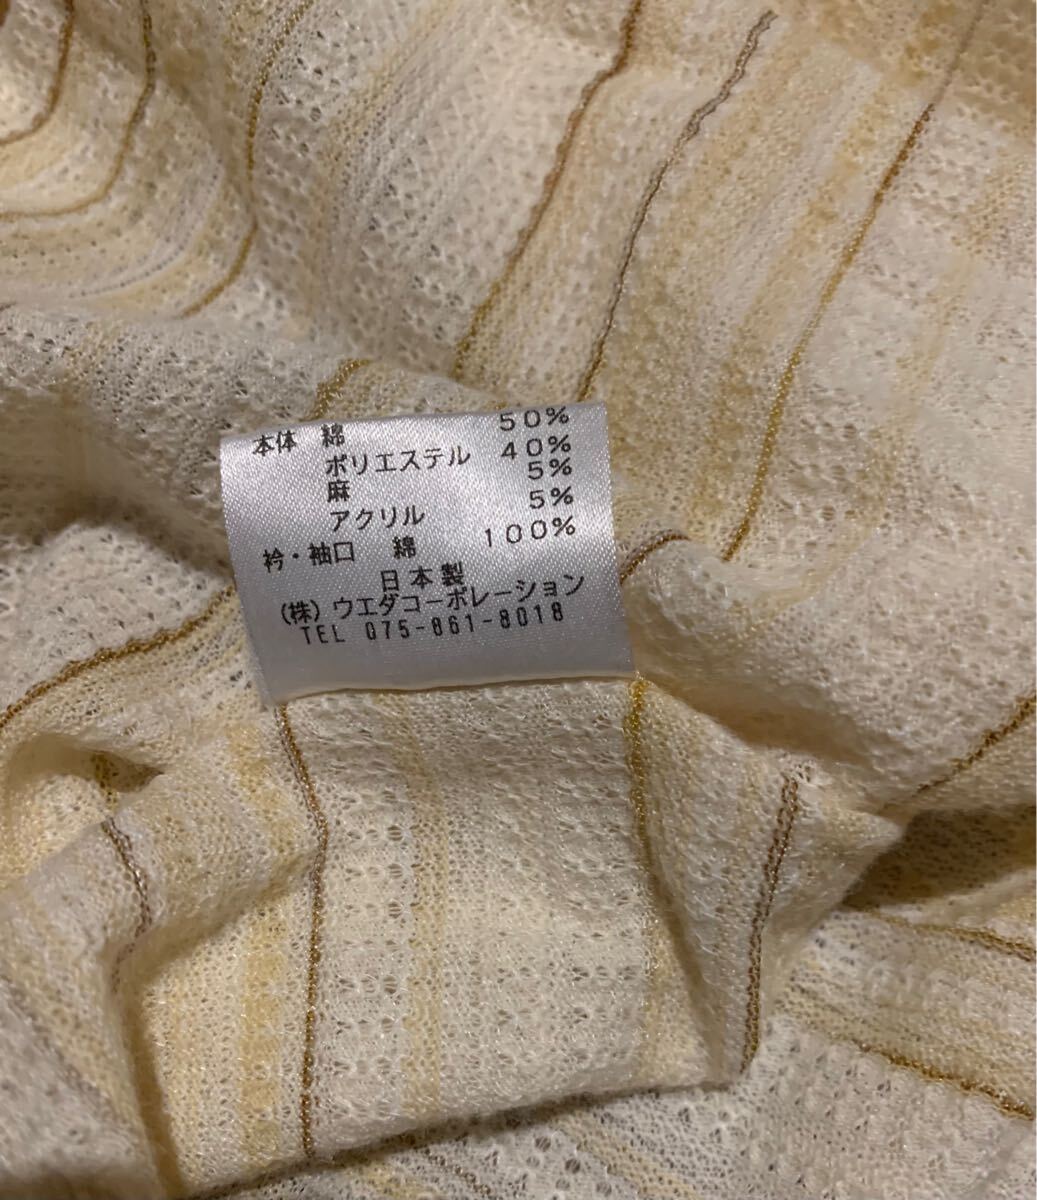 本体 綿 50%
ポリエステル 40%
麻 5%
アクリル 5%
衿・袖口 綿 100%
日本製
(株)ウエダコーポレーション
TEL 075-861-8018